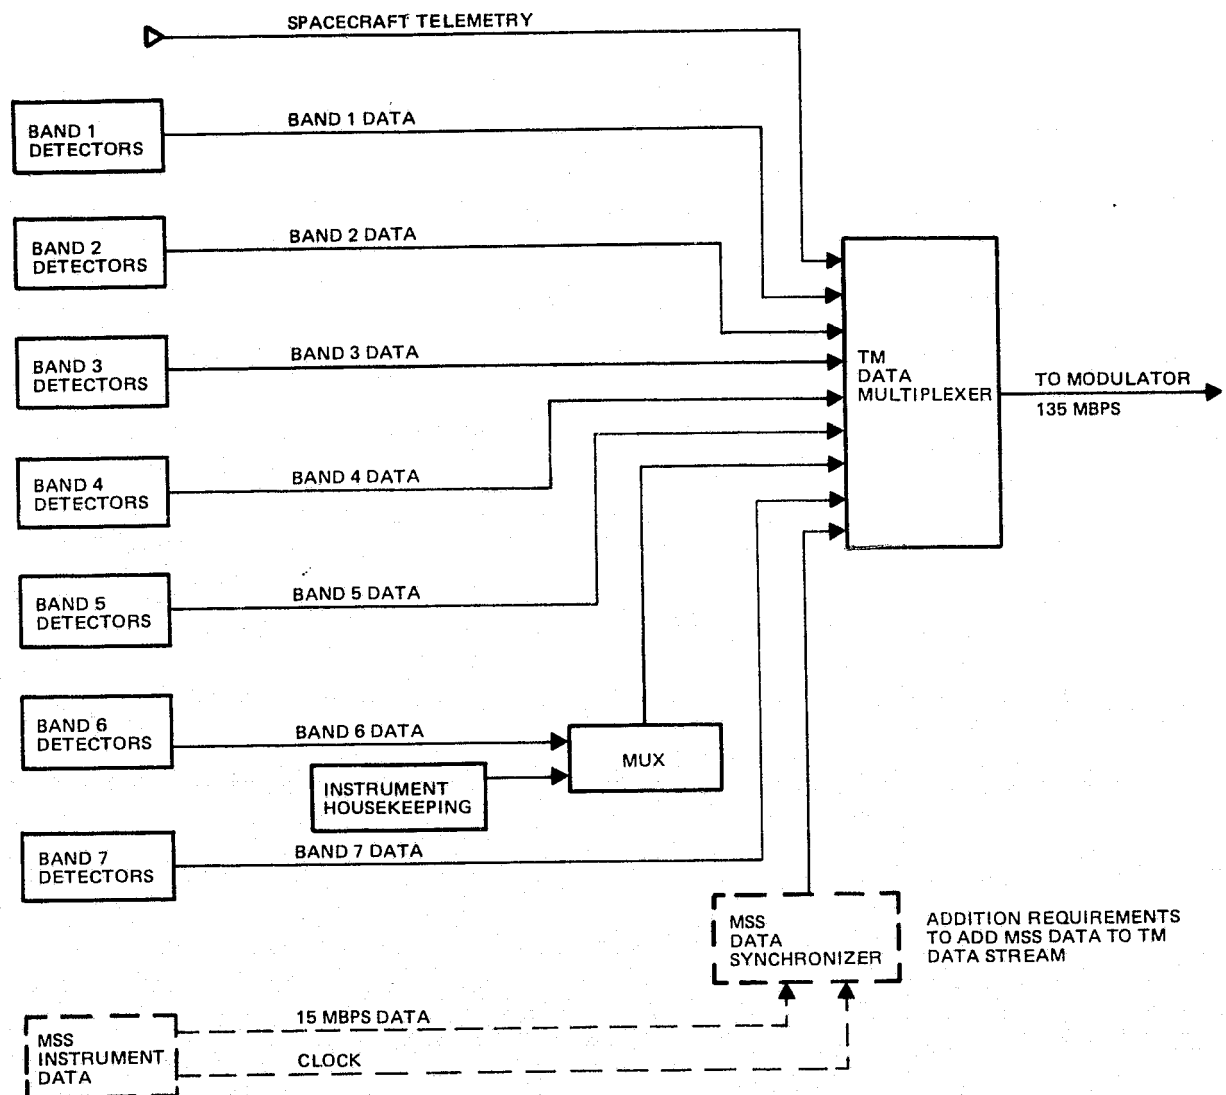 SPACECRAFT TELEMETRY
BAND 1
DETECTORS
BAND 1 DATA
BAND 2
DETECTORS
BAND 2 DATA
BAND 3
DETECTORS
BAND 3 DATA
TM
DATA
MULTIPLEXER
TO MODULATOR
135 MBPS
BAND 4
DETECTORS
BAND 4 DATA
BAND 5
DETECTORS
BAND 5 DATA
BAND 6
DETECTORS
BAND 6 DATA
MUX
INSTRUMENT
HOUSEKEEPING
BAND 7
DETECTORS
BAND 7 DATA
MSS
DATA
SYNCHRONIZER
ADDITION REQUIREMENTS
TO ADD MSS DATA TO TM
DATA STREAM
MSS
INSTRUMENT
DATA
15 MBPS DATA
CLOCK